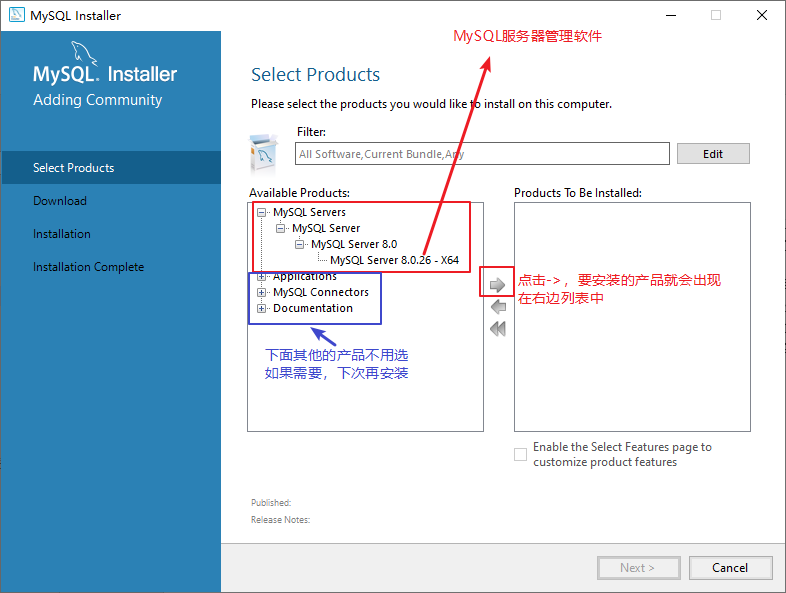 MySQL Installer
MySQL服务器管理软件
MySQL. Installer
Adding Community
Select Products
Download
Installation
Installation Complete
Select Products
Please select the products you would like to install on this computer.
Filter:
All Software,Current Bundle,Any
Edit
Available Products:
MySQL Servers
MySQL Server
MySQL Server 8.0
MySQL Server 8.0.26 - X64
Applications
MySQL Connectors
Documentation
下面其他的产品不用选
如果需要，下次再安装
Products To Be Installed:
点击->，要安装的产品就会出现
在右边列表中
Enable the Select Features page to
customize product features
Published:
Release Notes:
Next >
Cancel